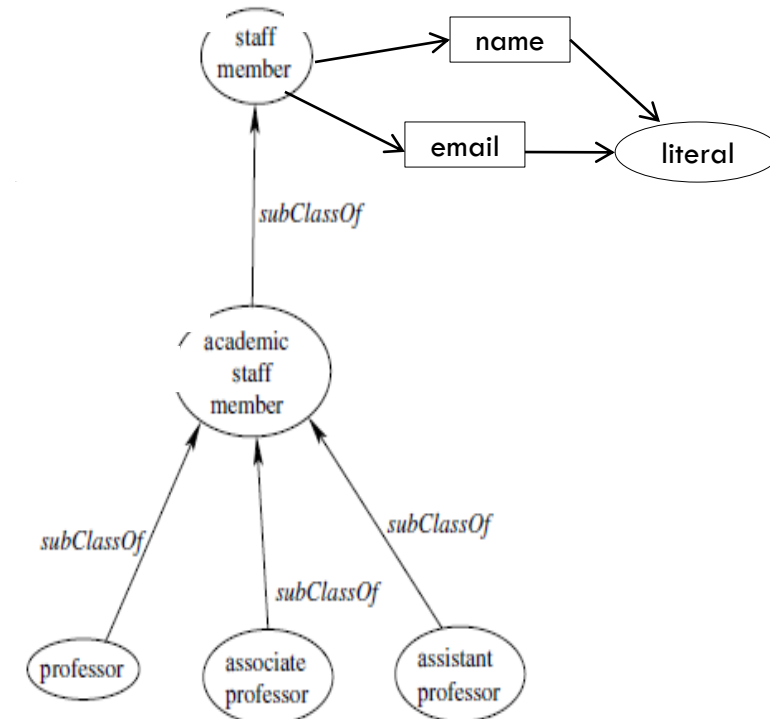 staff
member
name
email
literal
subClassOf
academic
staff
member
subClassOf
subClassOf
subClassOf
professor
associate
professor
assistant
professor